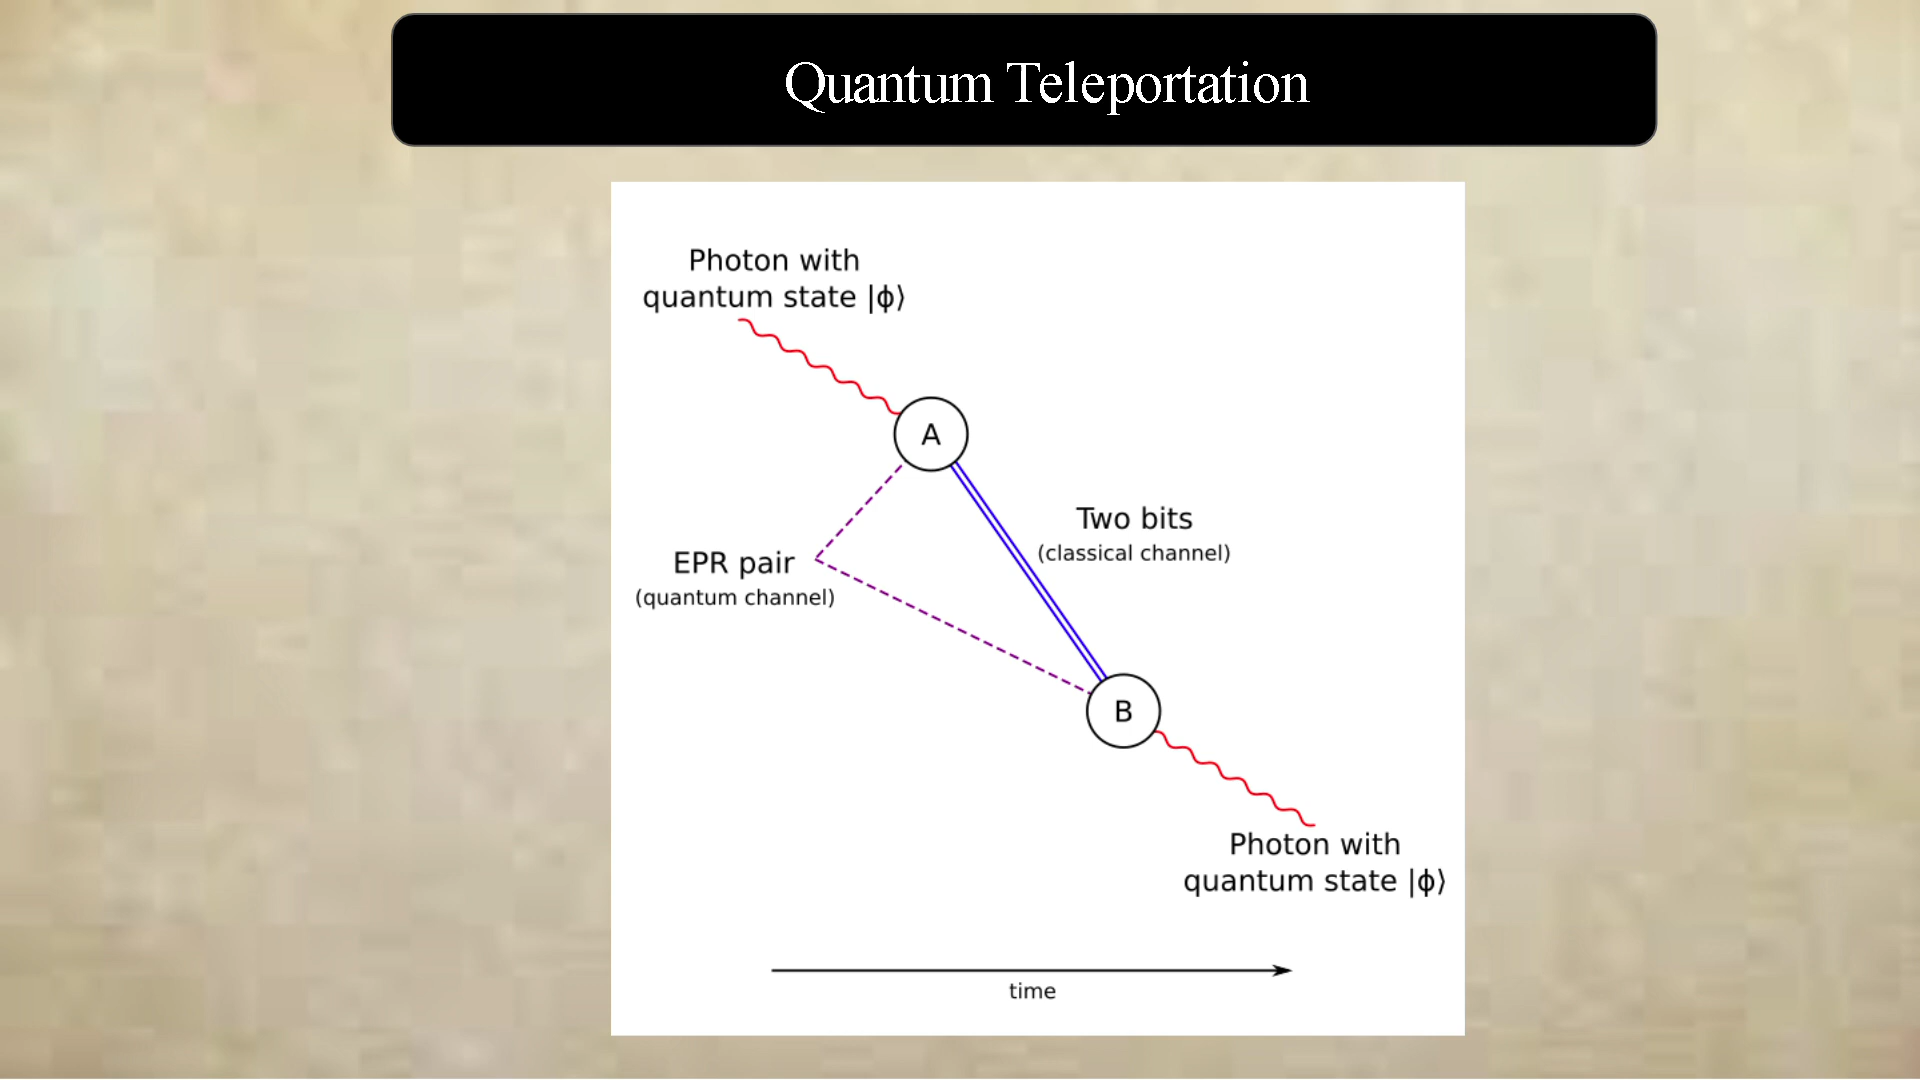 Quantum Teleportation
Photon with
quantum state |ϕ⟩
A
Two bits
(classical channel)
EPR pair
(quantum channel)
B
Photon with
quantum state |ϕ⟩
time